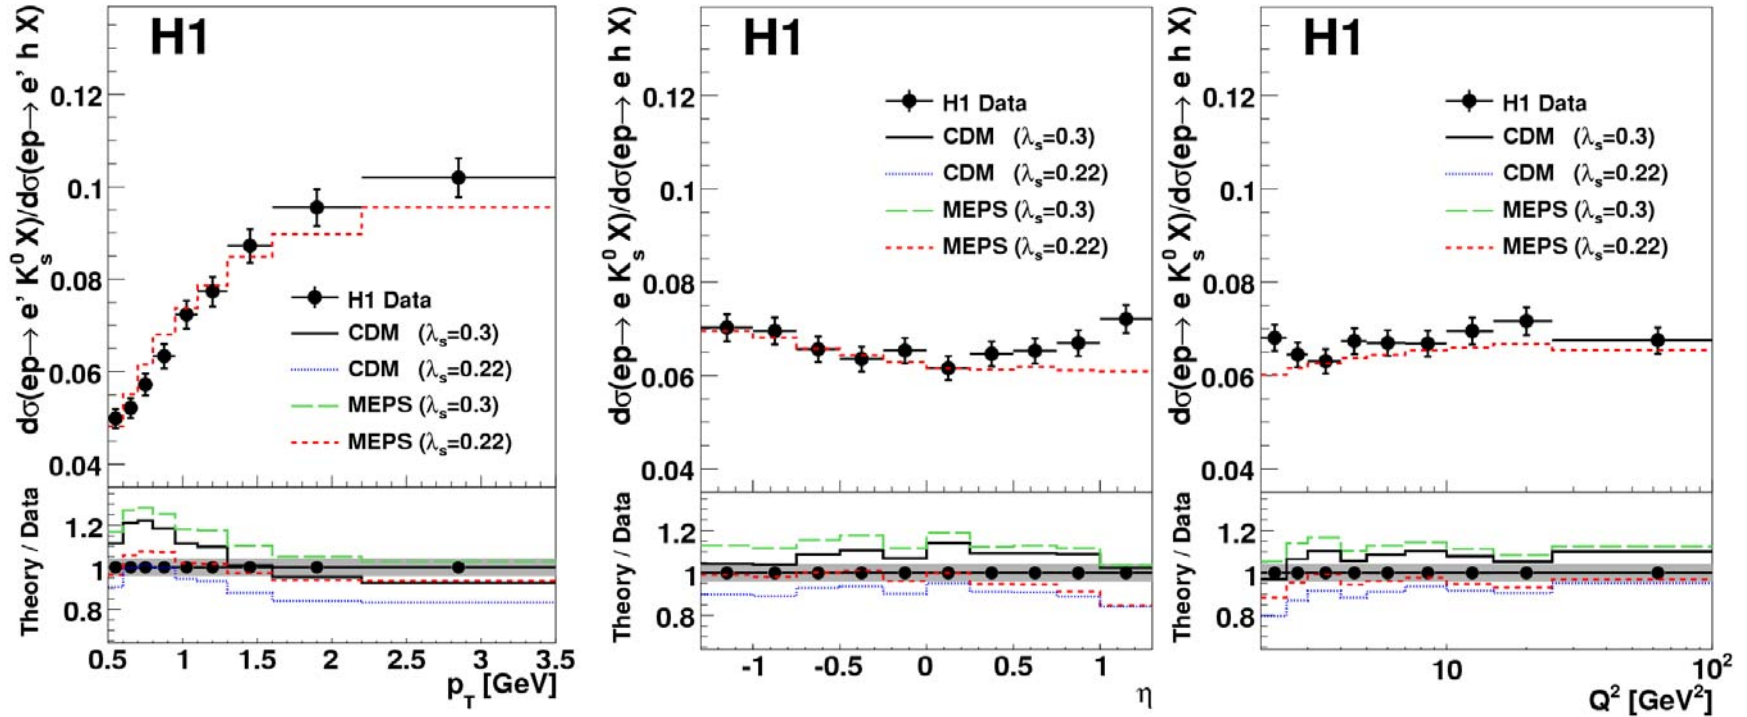 H1
dσ(ep→ e' K⁰ₛ X)/dσ(ep→ e' h X)
0.12
0.1
0.08
0.06
0.04
H1 Data
CDM (λₛ=0.3)
CDM (λₛ=0.22)
MEPS (λₛ=0.3)
MEPS (λₛ=0.22)
Theory / Data
1.2
1
0.8
0.5 1 1.5 2 2.5 3 3.5
p_T [GeV]
H1
dσ(ep→ e K⁰ₛ X)/dσ(ep→ e h X)
0.12
0.1
0.08
0.06
0.04
H1 Data
CDM (λₛ=0.3)
CDM (λₛ=0.22)
MEPS (λₛ=0.3)
MEPS (λₛ=0.22)
Theory / Data
1.2
1
0.8
-1 -0.5 0 0.5 1
η
H1
dσ(ep→ e K⁰ₛ X)/dσ(ep→ e h X)
0.12
0.1
0.08
0.06
0.04
H1 Data
CDM (λₛ=0.3)
CDM (λₛ=0.22)
MEPS (λₛ=0.3)
MEPS (λₛ=0.22)
Theory / Data
1.2
1
0.8
10 10²
Q² [GeV²]